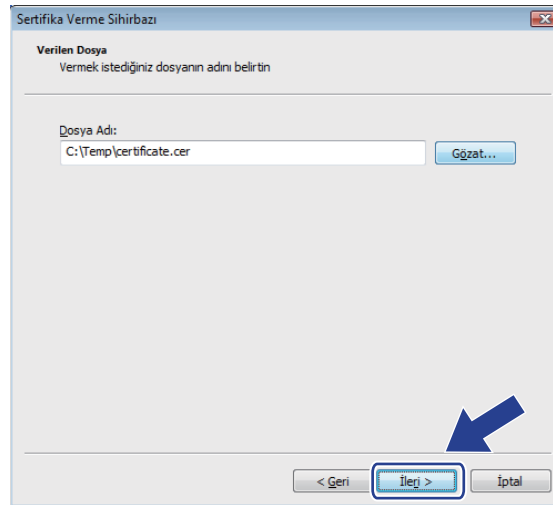 Sertifika Verme Sihirbazı
Verilen Dosya
Vermek istediğiniz dosyanın adını belirtin
Dosya Adı:
C:\Temp\certificate.cer
Gözat...
< Geri
İleri >
İptal